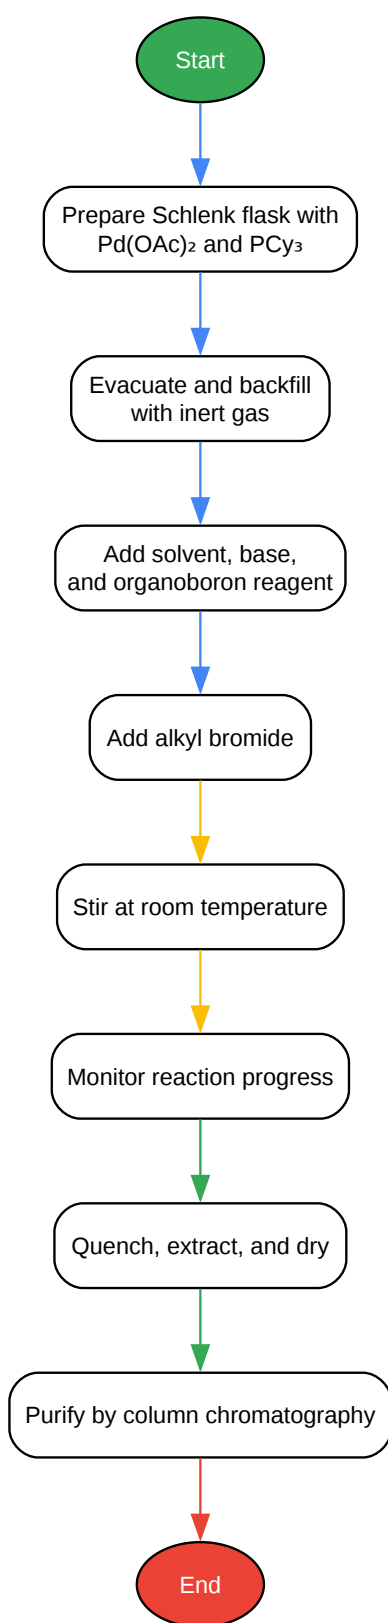 Start
Prepare Schlenk flask with
Pd(OAc)₂ and PCy₃
Evacuate and backfill
with inert gas
Add solvent, base,
and organoboron reagent
Add alkyl bromide
Stir at room temperature
Monitor reaction progress
Quench, extract, and dry
Purify by column chromatography
End